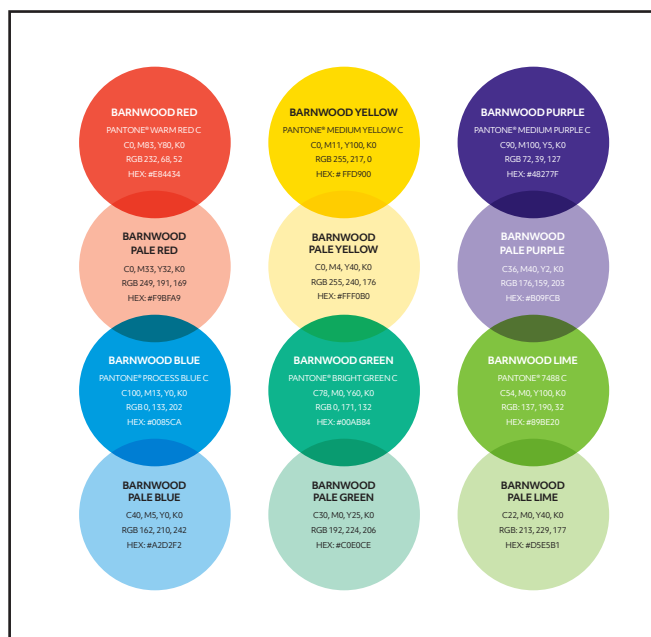 BARNWOOD RED
PANTONE® WARM RED C
C0, M83, Y80, K0
RGB 232, 68, 52
HEX: #E84434
BARNWOOD YELLOW
PANTONE® MEDIUM YELLOW C
C0, M11, Y100, K0
RGB 255, 217, 0
HEX: # FFD900
BARNWOOD PURPLE
PANTONE® MEDIUM PURPLE C
C90, M100, Y5, K0
RGB 72, 39, 127
HEX: #48277F
BARNWOOD
PALE RED
C0, M33, Y32, K0
RGB 249, 191, 169
HEX: #F9BFA9
BARNWOOD
PALE YELLOW
C0, M4, Y40, K0
RGB 255, 240, 176
HEX: #FFF0B0
BARNWOOD
PALE PURPLE
C36, M40, Y2, K0
RGB 176,159, 203
HEX: #B09FCB
BARNWOOD BLUE
PANTONE® PROCESS BLUE C
C100, M13, Y0, K0
RGB 0, 133, 202
HEX: #0085CA
BARNWOOD GREEN
PANTONE® BRIGHT GREEN C
C78, M0, Y60, K0
RGB 0, 171, 132
HEX: #00AB84
BARNWOOD LIME
PANTONE® 7488 C
C54, M0, Y100, K0
RGB: 137, 190, 32
HEX: #89BE20
BARNWOOD
PALE BLUE
C40, M5, Y0, K0
RGB 162, 210, 242
HEX: #A2D2F2
BARNWOOD
PALE GREEN
C30, M0, Y25, K0
RGB 192, 224, 206
HEX: #C0E0CE
BARNWOOD
PALE LIME
C22, M0, Y40, K0
RGB: 213, 229, 177
HEX: #D5E5B1